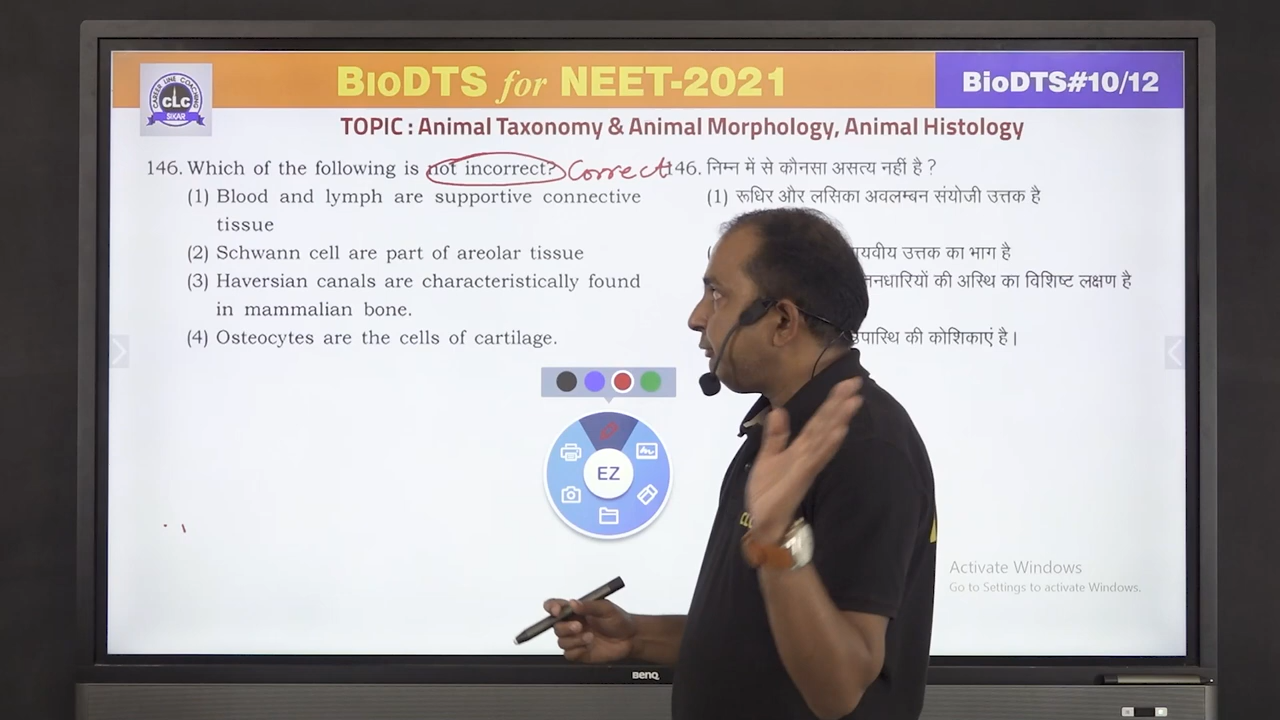 BIODTS for NEET-2021
BioDTS#10/12
CAREER LINE COACHING
CLC
SIKAR
TOPIC : Animal Taxonomy & Animal Morphology, Animal Histology
146. Which of the following is not incorrect? Correct
(1) Blood and lymph are supportive connective
tissue
(2) Schwann cell are part of areolar tissue
(3) Haversian canals are characteristically found
in mammalian bone.
(4) Osteocytes are the cells of cartilage.
146. निम्न में से कौनसा असत्य नहीं है ?
(1) रूधिर और लसिका अवलम्बन संयोजी उत्तक है
उत्तक का भाग है
की अस्थि का विशिष्ट लक्षण है
की कोशिकाएं है।
EZ
Activate Windows
Go to Settings to activate Windows.
BenQ